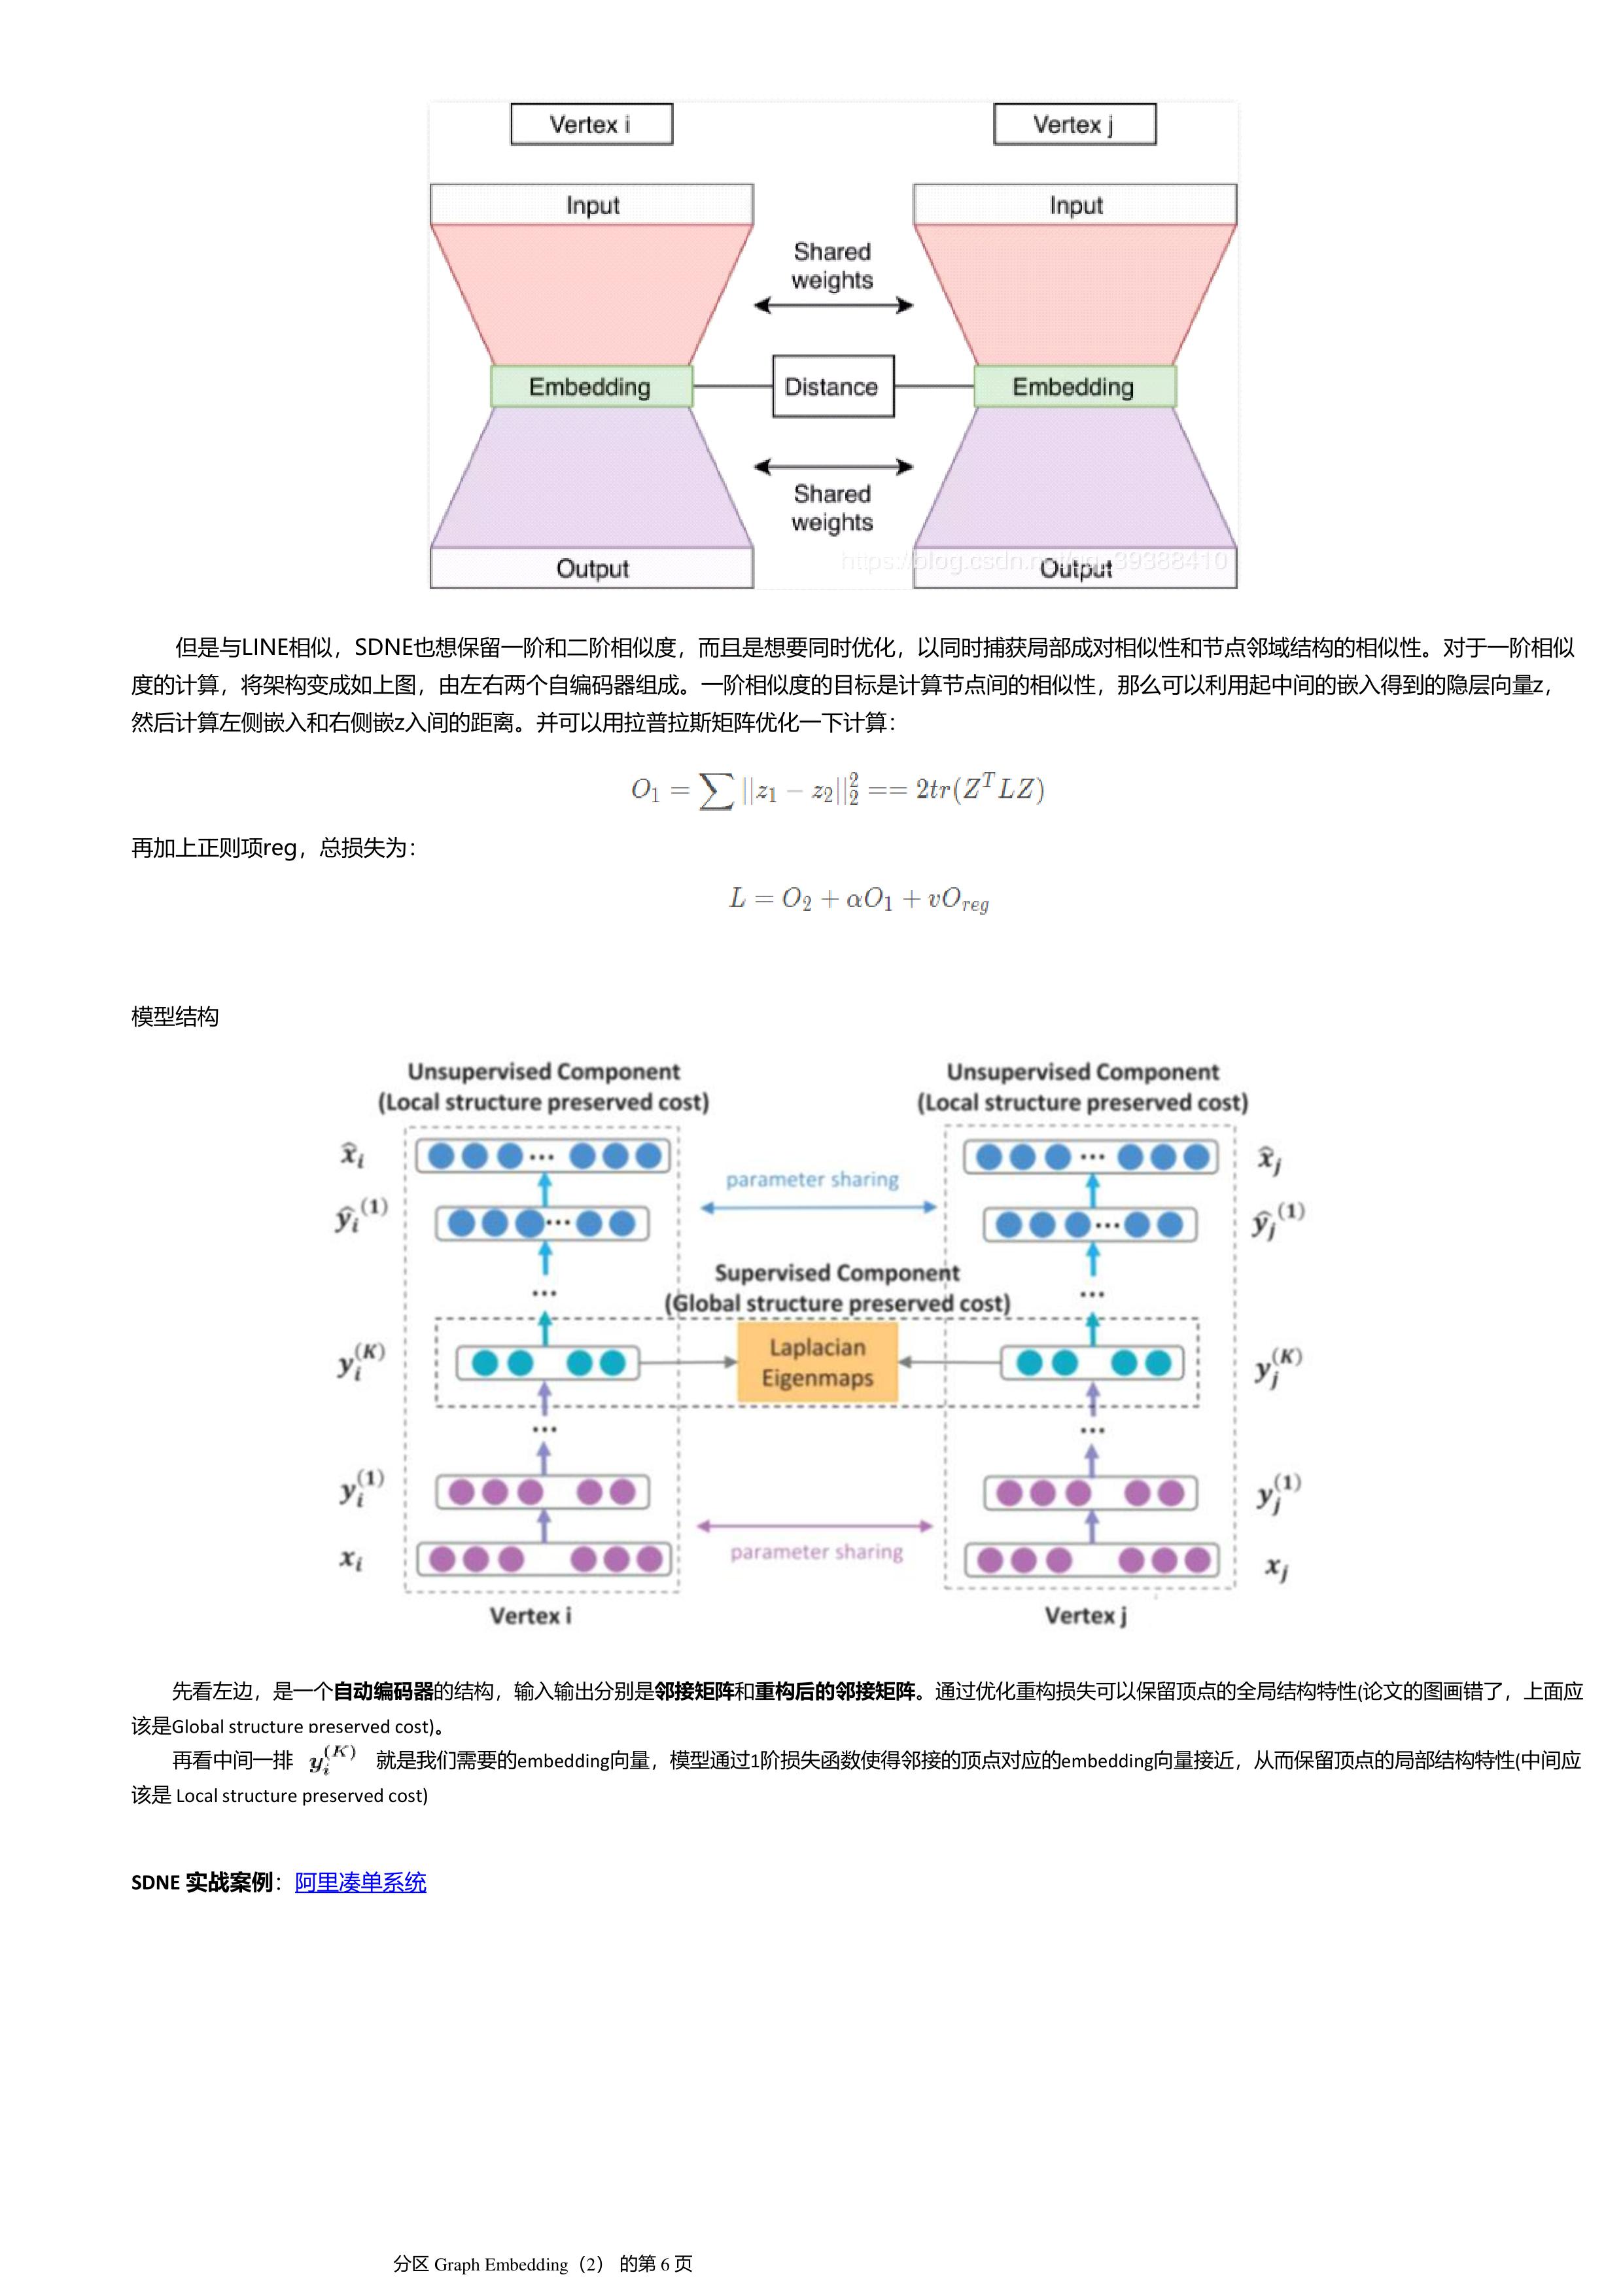 Vertex i
Vertex j
Input
Input
Shared
weights
Embedding
Distance
Embedding
Shared
weights
https://blog.csdn.net/qq_39388410
Output
Output
但是与LINE相似，SDNE也想保留一阶和二阶相似度，而且是想要同时优化，以同时捕获局部成对相似性和节点邻域结构的相似性。对于一阶相似
度的计算，将架构变成如上图，由左右两个自编码器组成。一阶相似度的目标是计算节点间的相似性，那么可以利用起中间的嵌入得到的隐层向量z，
然后计算左侧嵌入和右侧嵌z入间的距离。并可以用拉普拉斯矩阵优化一下计算：
O_1 = ∑ ||z_1 − z_2||_2^2 == 2tr(Z^T LZ)
再加上正则项reg，总损失为：
L = O_2 + αO_1 + vO_{reg}
模型结构
Unsupervised Component
(Local structure preserved cost)
Unsupervised Component
(Local structure preserved cost)
x̂_i
...
parameter sharing
...
x̂_j
ŷ_i^{(1)}
...
...
ŷ_j^{(1)}
Supervised Component
(Global structure preserved cost)
...
...
y_i^{(K)}
Laplacian
Eigenmaps
y_j^{(K)}
...
...
y_i^{(1)}
y_j^{(1)}
x_i
parameter sharing
x_j
Vertex i
Vertex j
先看左边，是一个自动编码器的结构，输入输出分别是邻接矩阵和重构后的邻接矩阵。通过优化重构损失可以保留顶点的全局结构特性(论文的图画错了，上面应
该是Global structure preserved cost)。
再看中间一排 y_i^{(K)} 就是我们需要的embedding向量，模型通过1阶损失函数使得邻接的顶点对应的embedding向量接近，从而保留顶点的局部结构特性(中间应
该是 Local structure preserved cost)
SDNE 实战案例：阿里凑单系统
分区 Graph Embedding（2） 的第 6 页